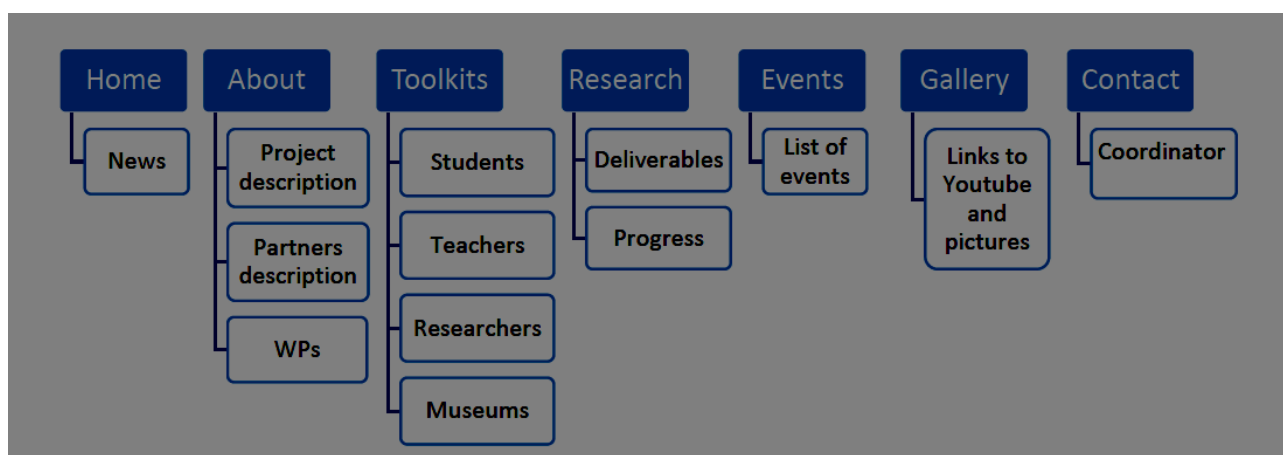 Home
News
About
Project
description
Partners
description
WPs
Toolkits
Students
Teachers
Researchers
Museums
Research
Deliverables
Progress
Events
List of
events
Gallery
Links to
Youtube
and
pictures
Contact
Coordinator